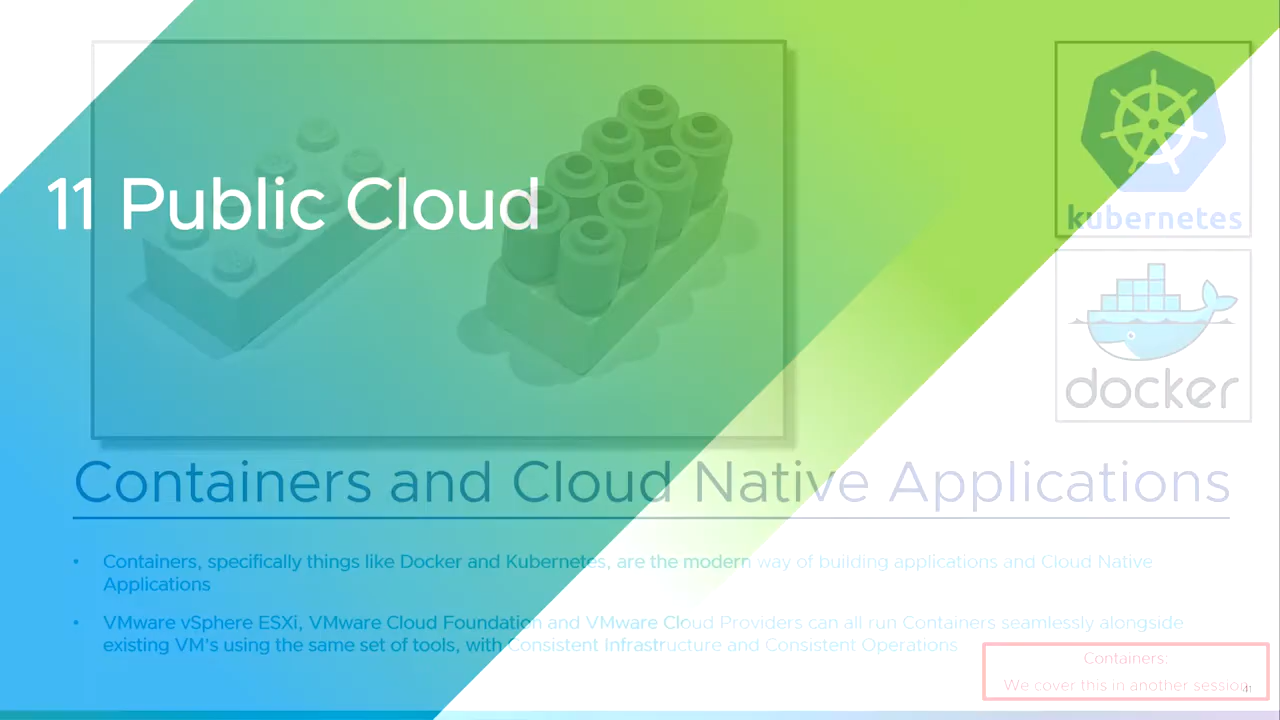 11 Public Cloud
kubernetes
docker
Containers and Cloud Native Applications
• Containers, specifically things like Docker and Kubernetes, are the modern way of building applications and Cloud Native
Applications
• VMware vSphere ESXi, VMware Cloud Foundation and VMware Cloud Providers can all run Containers seamlessly alongside
existing VM's using the same set of tools, with Consistent Infrastructure and Consistent Operations
Containers:
We cover this in another session
41